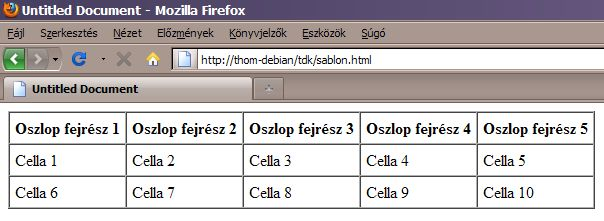 Untitled Document - Mozilla Firefox
Fájl Szerkesztés Nézet Előzmények Könyvjelzők Eszközök Súgó
http://thom-debian/tdk/sablon.html
Untitled Document
Oszlop fejrész 1 Oszlop fejrész 2 Oszlop fejrész 3 Oszlop fejrész 4 Oszlop fejrész 5
Cella 1 Cella 2 Cella 3 Cella 4 Cella 5
Cella 6 Cella 7 Cella 8 Cella 9 Cella 10